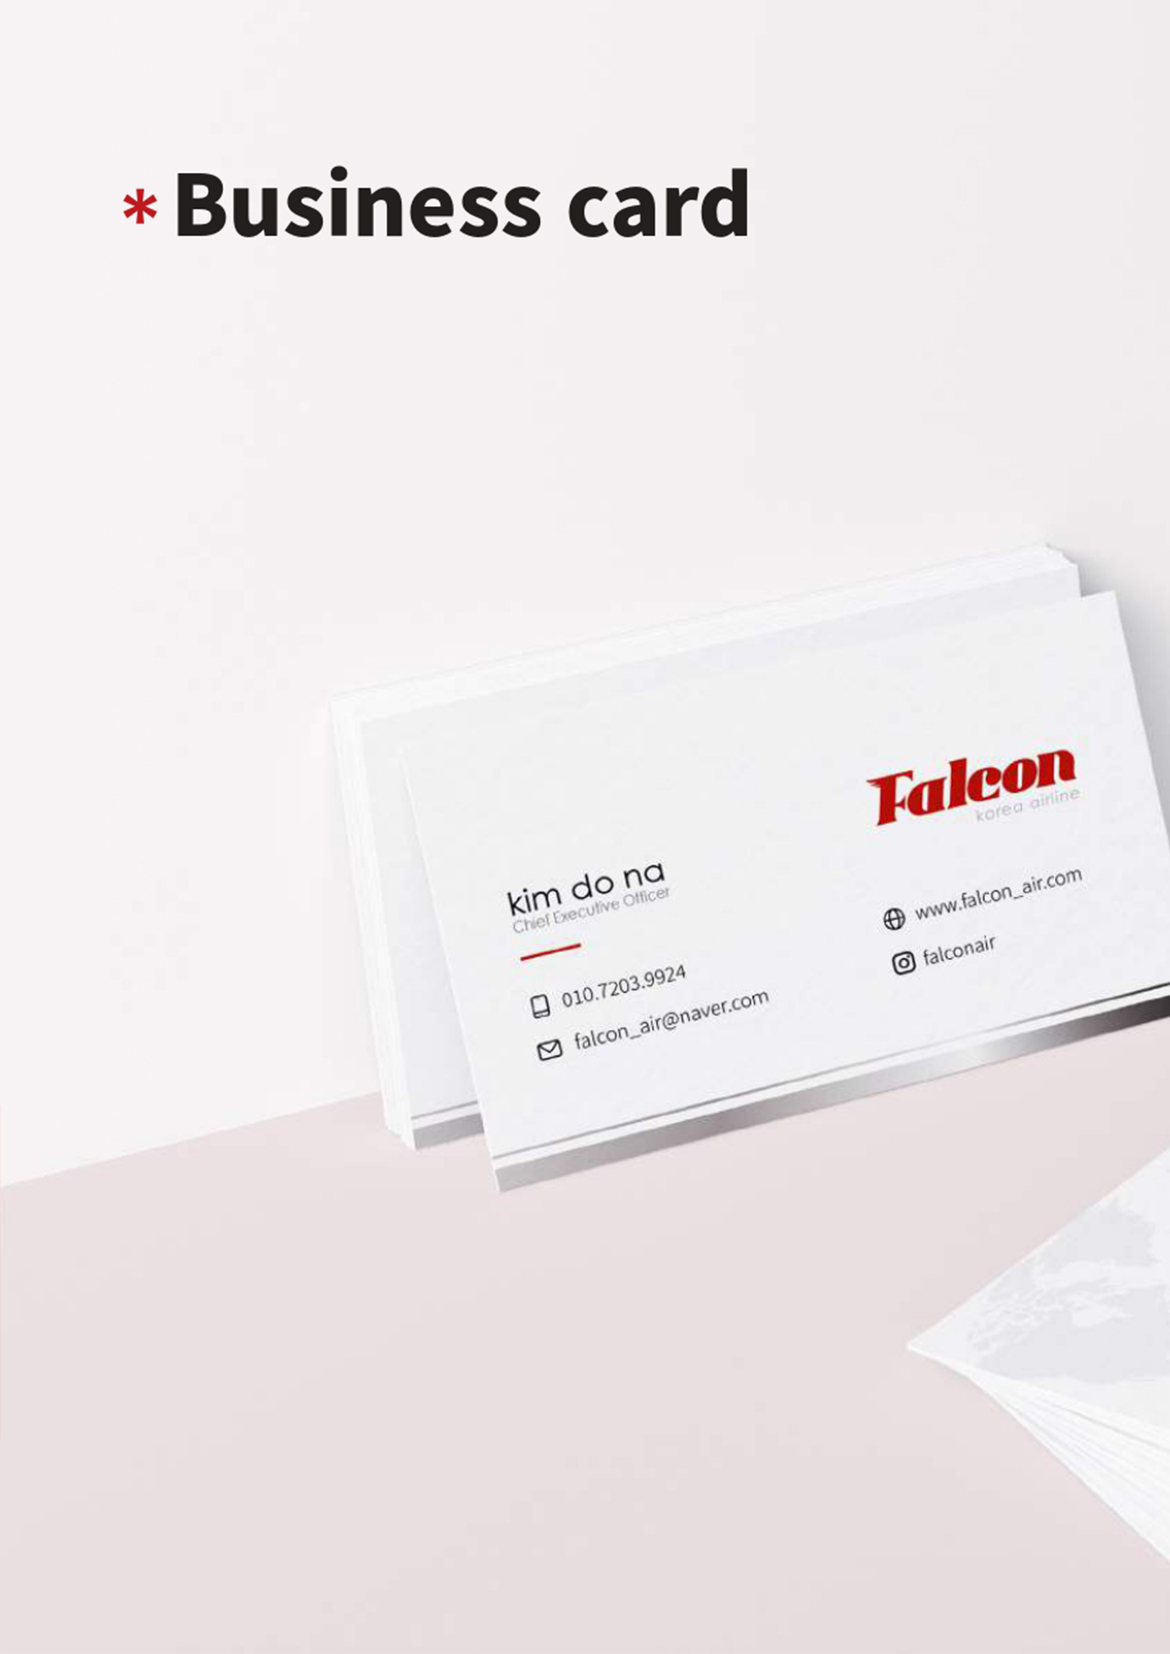 * Business card
Falcon
korea airline
kim do na
Chief Executive Officer
010.7203.9924
falcon_air@naver.com
www.falcon_air.com
falconair